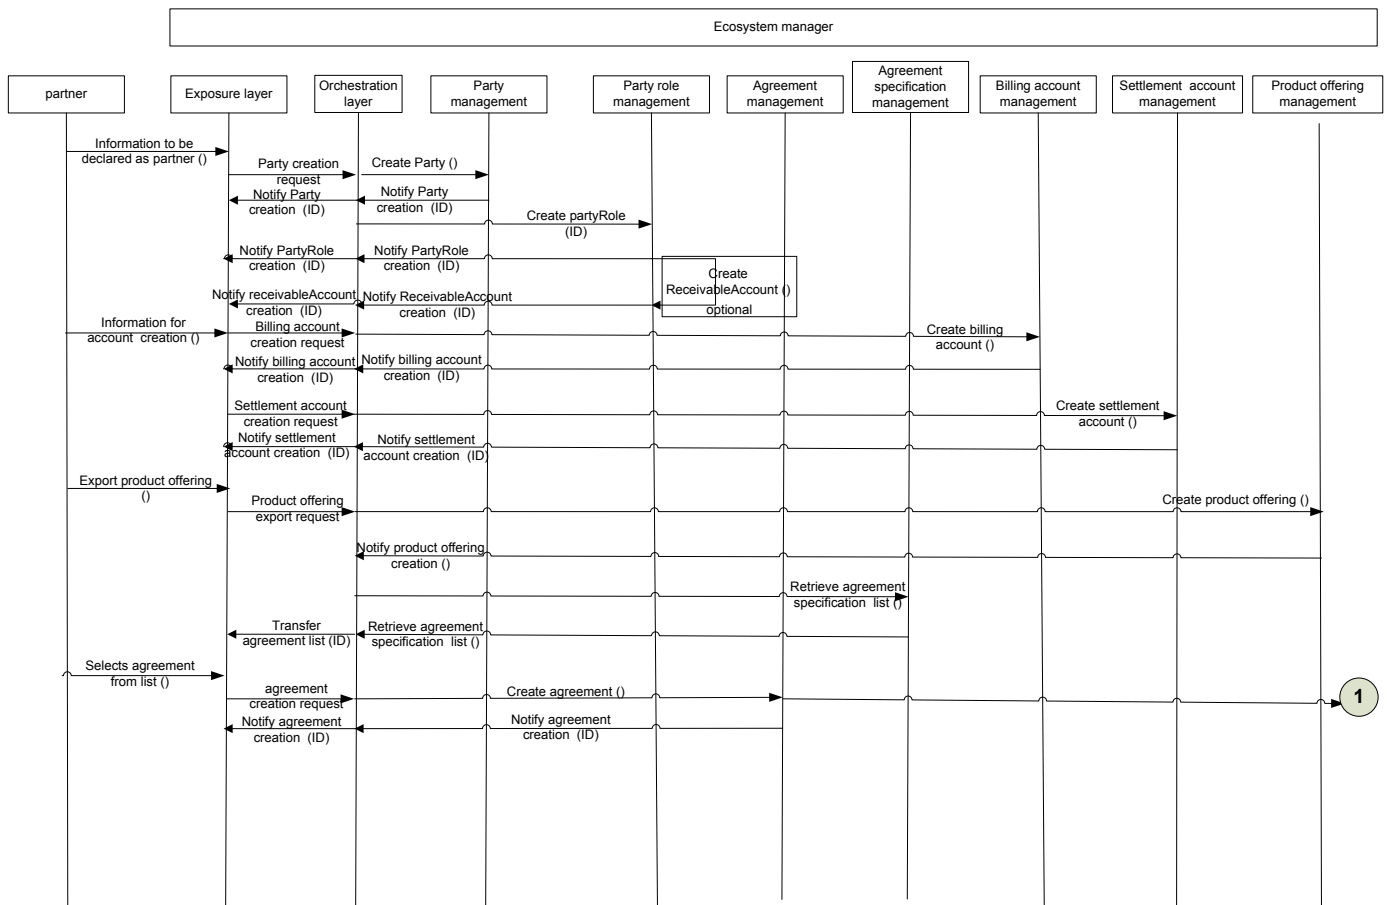 Ecosystem manager
partner
Exposure layer
Orchestration
layer
Party
management
Party role
management
Agreement
management
Agreement
specification
management
Billing account
management
Settlement account
management
Product offering
management
Information to be
declared as partner ()
Party creation
request
Create Party ()
Notify Party
creation (ID)
Notify Party
creation (ID)
Create partyRole
(ID)
Notify PartyRole
creation (ID)
Notify PartyRole
creation (ID)
Create
ReceivableAccount ()
optional
Notify receivableAccount
creation (ID)
Notify ReceivableAccount
creation (ID)
Information for
account creation ()
Billing account
creation request
Create billing
account ()
Notify billing account
creation (ID)
Notify billing account
creation (ID)
Settlement account
creation request
Create settlement
account ()
Notify settlement
account creation (ID)
Notify settlement
account creation (ID)
Export product offering
()
Product offering
export request
Create product offering ()
Notify product offering
creation ()
Retrieve agreement
specification list ()
Transfer
agreement list (ID)
Retrieve agreement
specification list ()
Selects agreement
from list ()
agreement
creation request
Create agreement ()
1
Notify agreement
creation (ID)
Notify agreement
creation (ID)